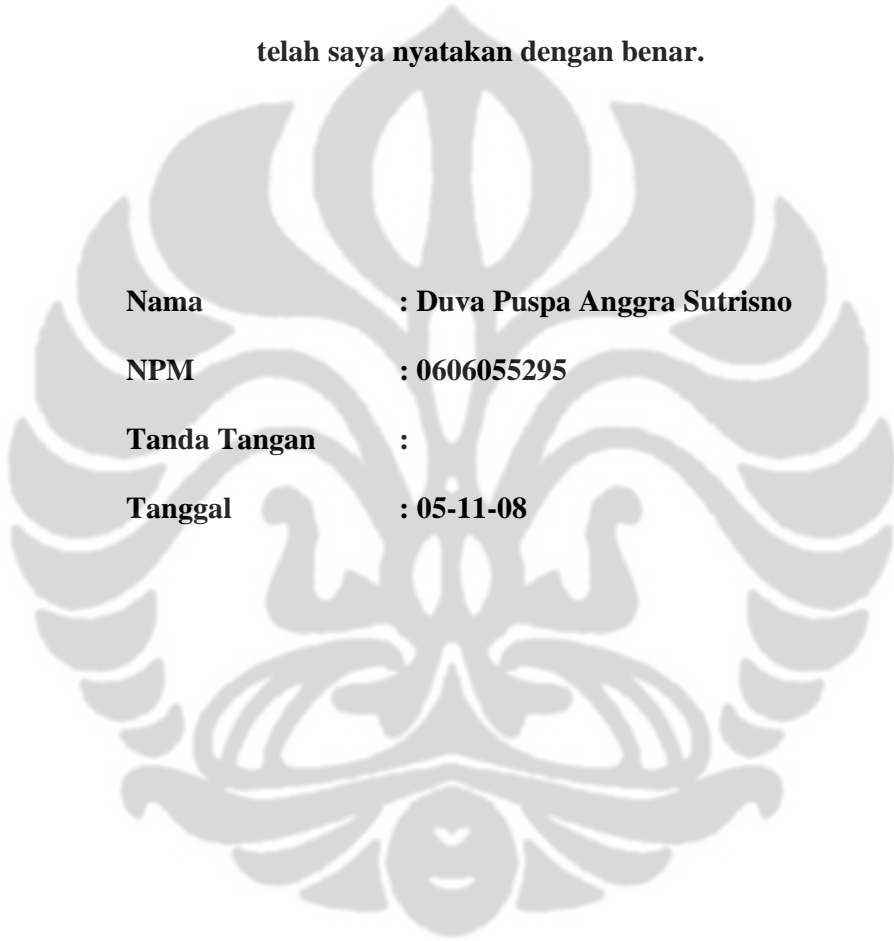 telah saya nyatakan dengan benar.
Nama : Duva Puspa Anggra Sutrisno
NPM : 0606055295
Tanda Tangan :
Tanggal : 05-11-08